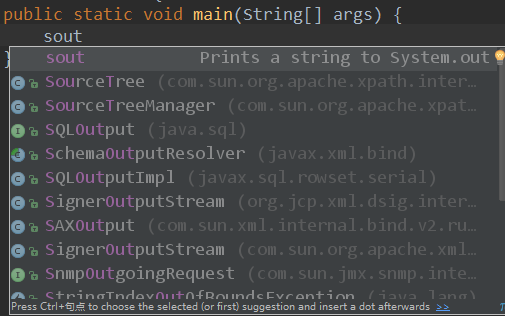 public static void main(String[] args) {
sout
}
sout Prints a string to System.out
SourceTree (com.sun.org.apache.xpath.inter...
SourceTreeManager (com.sun.org.apache.xpat...
SQLOutput (java.sql)
SchemaOutputResolver (javax.xml.bind)
SQLOutputImpl (javax.sql.rowset.serial)
SignerOutputStream (org.jcp.xml.dsig.inter...
SAXOutput (com.sun.xml.internal.bind.v2.ru...
SignerOutputStream (com.sun.org.apache.xml...
SnmpOutgoingRequest (com.sun.jmx.snmp.inte...
StringIndexOutOfBoundsException (java.lang)
Press Ctrl+句点 to choose the selected (or first) suggestion and insert a dot afterwards >>